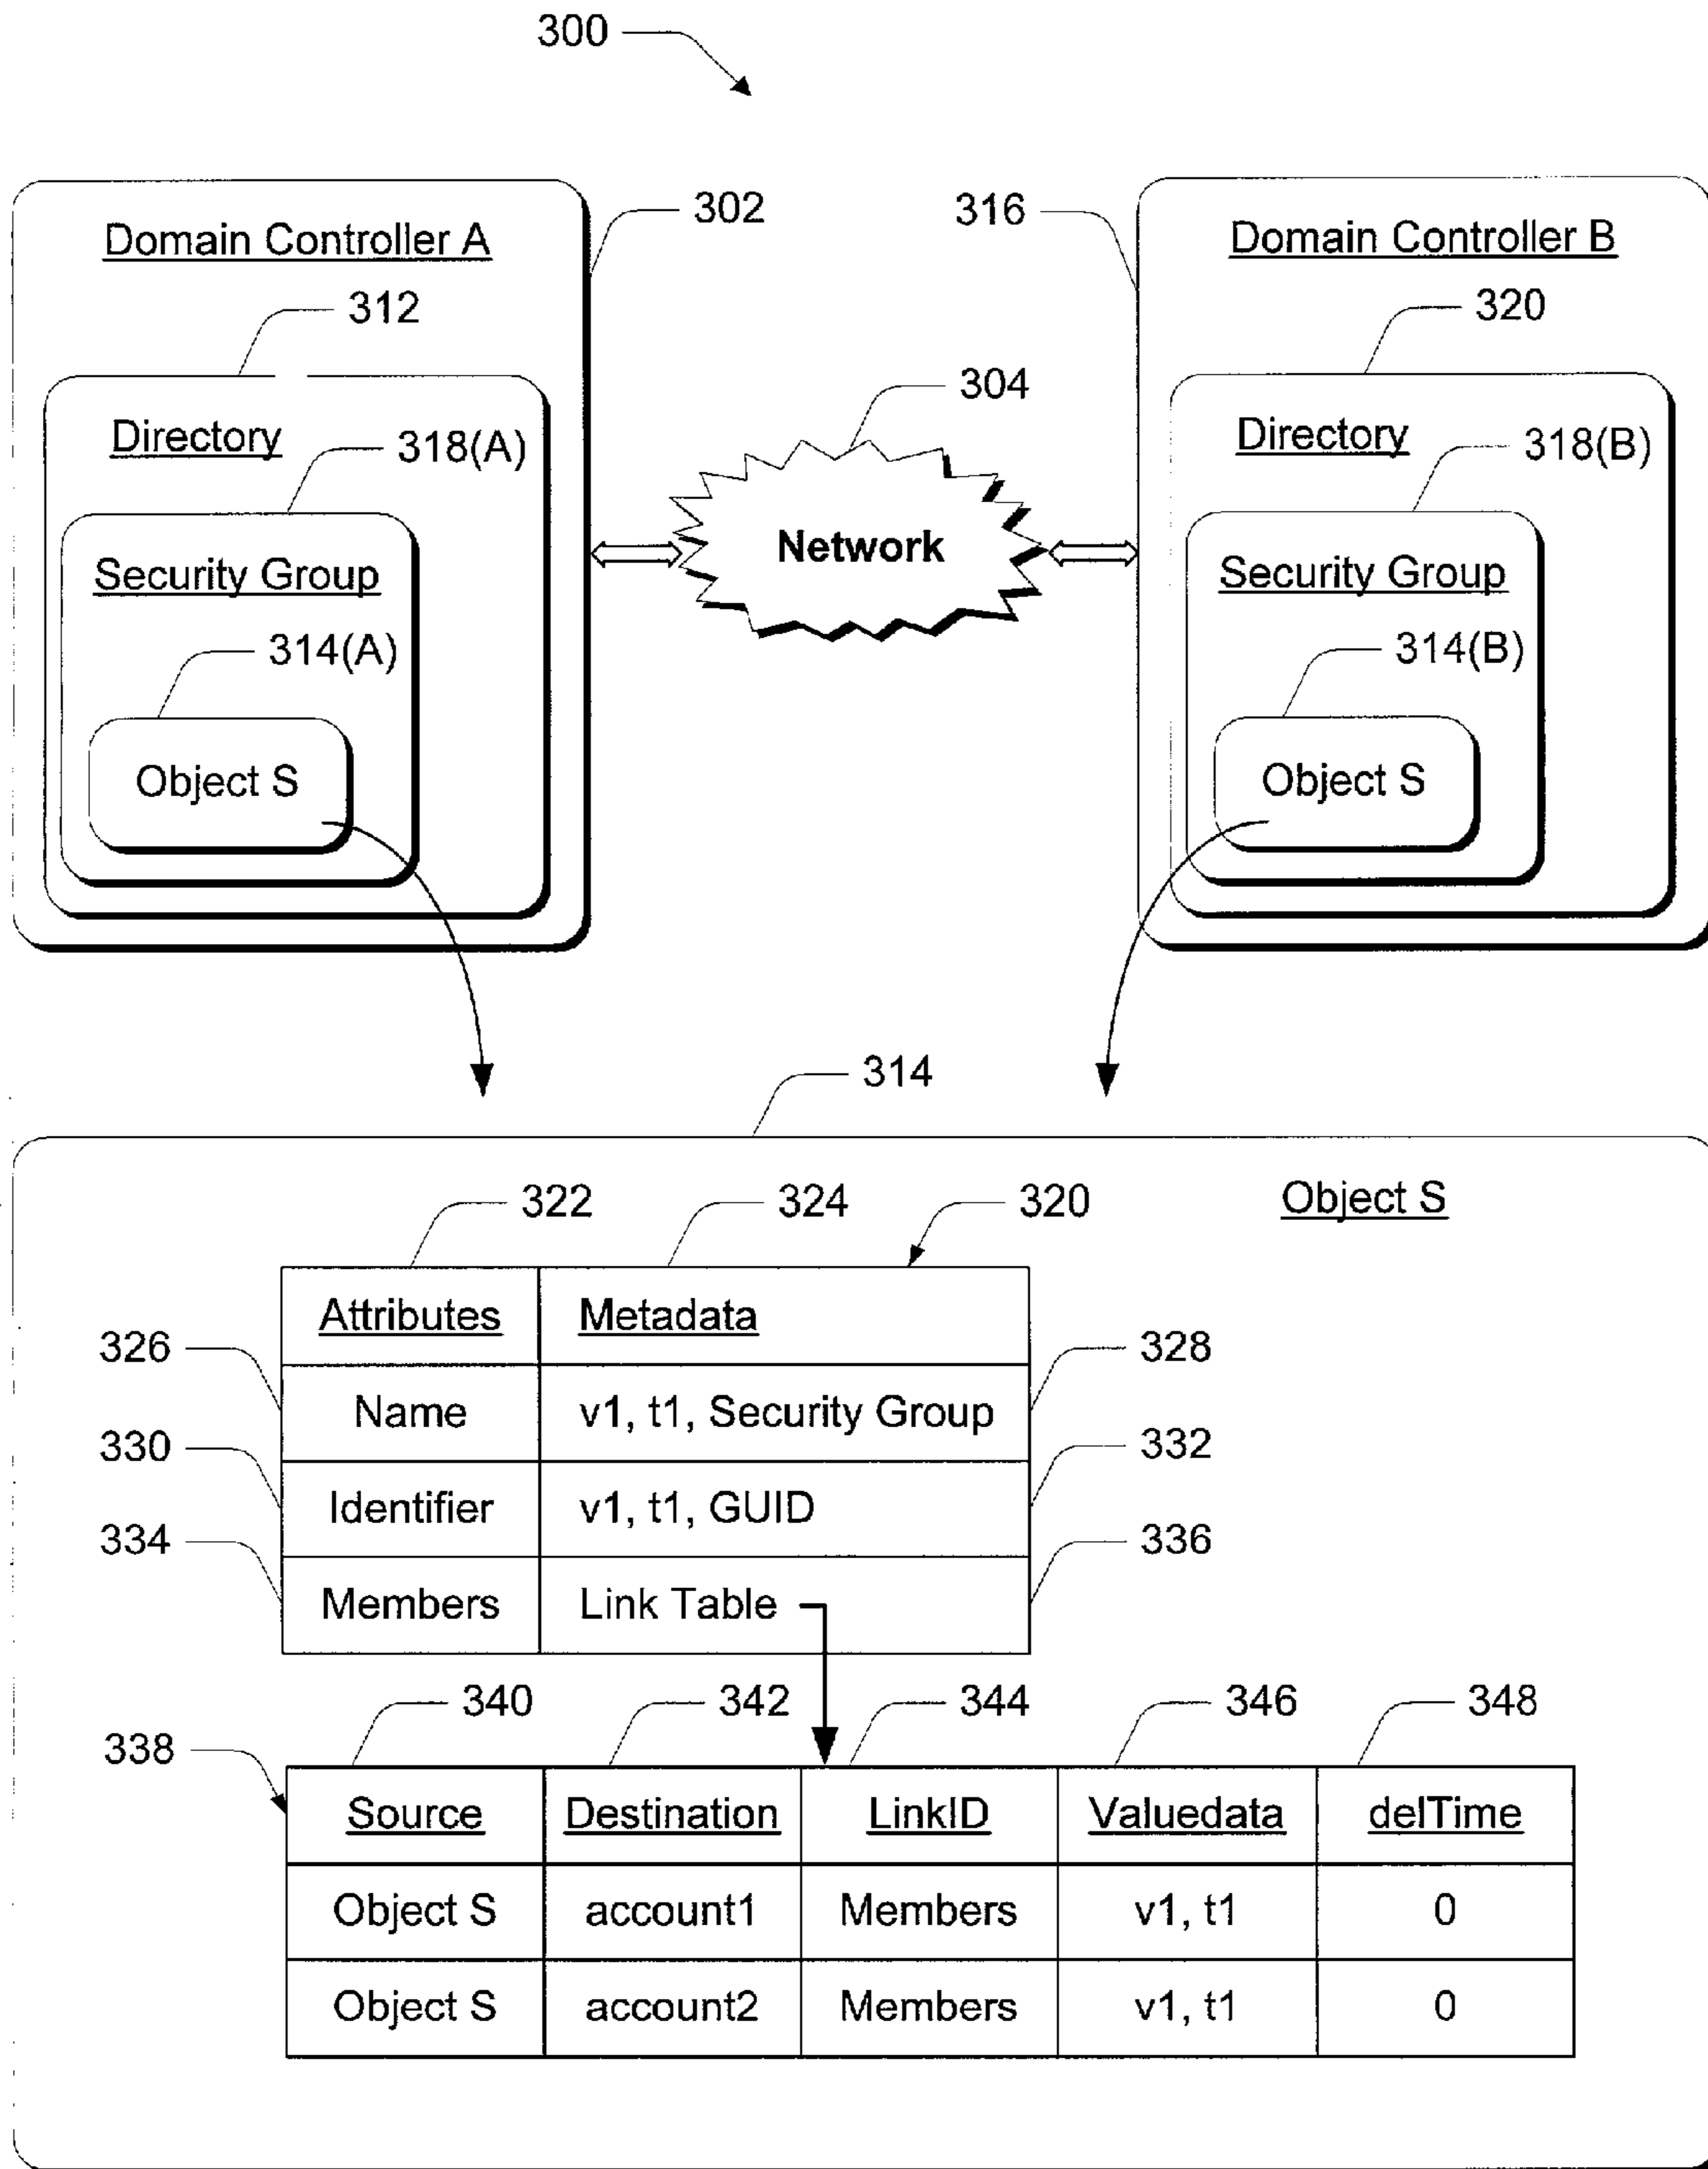 300
Domain Controller A
302
316
Domain Controller B
312
320
304
Directory
318(A)
Directory
318(B)
Network
Security Group
Security Group
314(A)
314(B)
Object S
Object S
314
322
324
320
Object S
Attributes Metadata
326
328
Name v1, t1, Security Group
330
332
Identifier v1, t1, GUID
334
336
Members Link Table
340
342
344
346
348
338
Source Destination LinkID Valuedata delTime
Object S account1 Members v1, t1 0
Object S account2 Members v1, t1 0